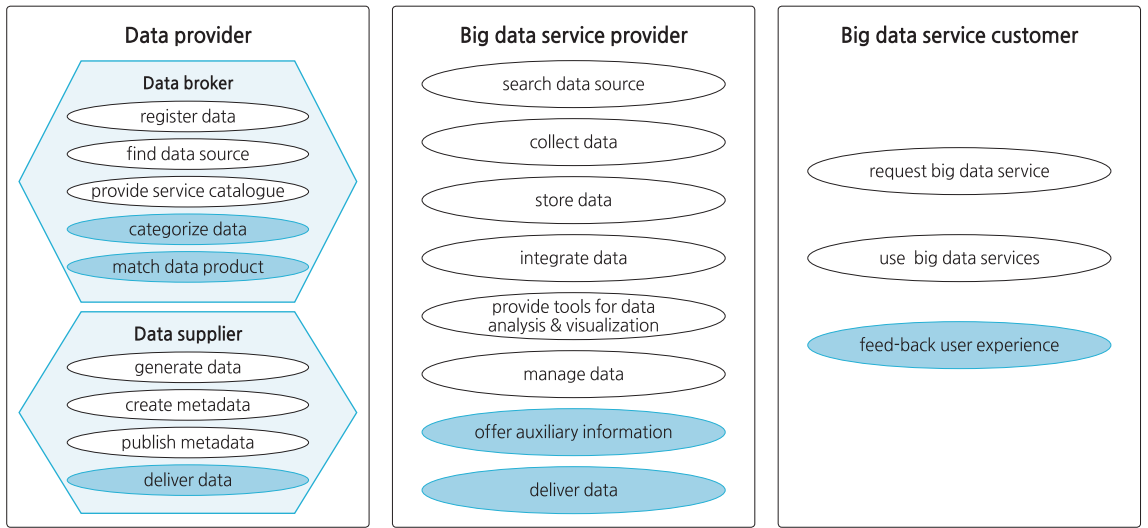 Data provider
Data broker
register data
find data source
provide service catalogue
categorize data
match data product
Data supplier
generate data
create metadata
publish metadata
deliver data
Big data service provider
search data source
collect data
store data
integrate data
provide tools for data
analysis & visualization
manage data
offer auxiliary information
deliver data
Big data service customer
request big data service
use big data services
feed-back user experience